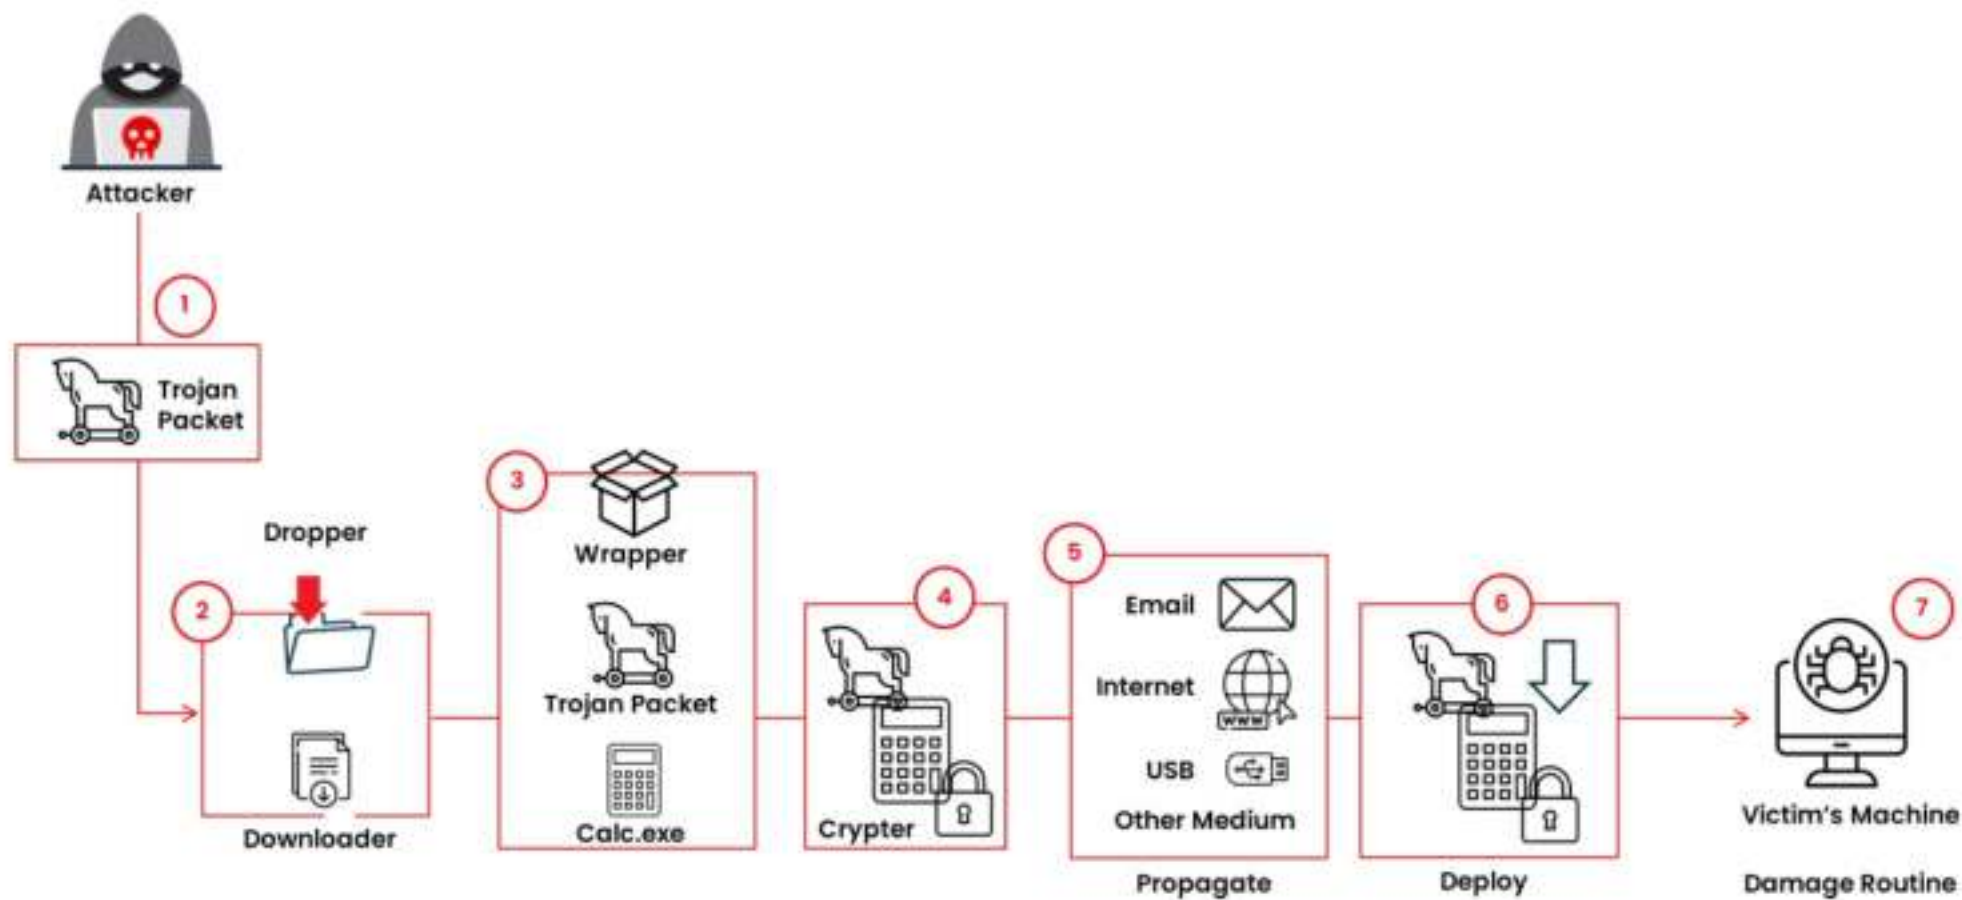 Attacker
1
Trojan
Packet
Dropper
2
Downloader
3
Wrapper
Trojan Packet
Calc.exe
4
Crypter
5
Email
Internet
www
USB
Other Medium
Propagate
6
Deploy
7
Victim's Machine
Damage Routine